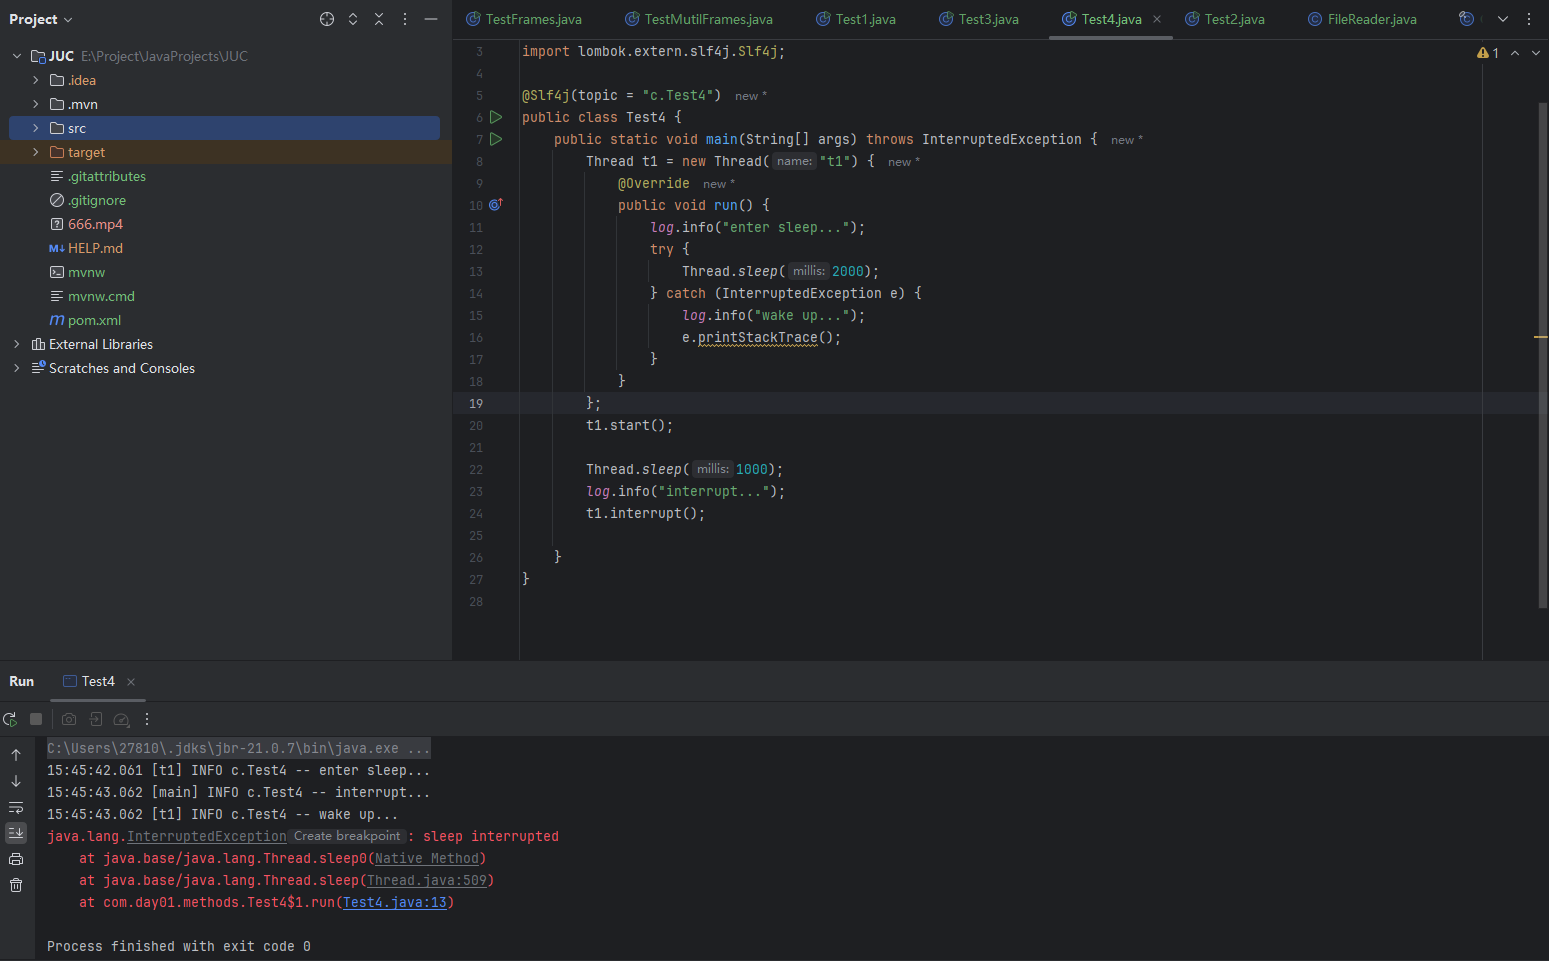 Project
JUC E:\Project\JavaProjects\JUC
.idea
.mvn
src
target
.gitattributes
.gitignore
666.mp4
M↓ HELP.md
mvnw
mvnw.cmd
m pom.xml
External Libraries
Scratches and Consoles
TestFrames.java TestMutilFrames.java Test1.java Test3.java Test4.java Test2.java FileReader.java
1
3 import lombok.extern.slf4j.Slf4j;
4
5 @Slf4j(topic = "c.Test4") new *
6 public class Test4 {
7 public static void main(String[] args) throws InterruptedException { new *
8 Thread t1 = new Thread( name: "t1") { new *
9 @Override new *
10 public void run() {
11 log.info("enter sleep...");
12 try {
13 Thread.sleep( millis: 2000);
14 } catch (InterruptedException e) {
15 log.info("wake up...");
16 e.printStackTrace();
17 }
18 }
19 };
20 t1.start();
21
22 Thread.sleep( millis: 1000);
23 log.info("interrupt...");
24 t1.interrupt();
25
26 }
27 }
28
Run Test4
C:\Users\27810\.jdks\jbr-21.0.7\bin\java.exe ...
15:45:42.061 [t1] INFO c.Test4 -- enter sleep...
15:45:43.062 [main] INFO c.Test4 -- interrupt...
15:45:43.062 [t1] INFO c.Test4 -- wake up...
java.lang.InterruptedException Create breakpoint : sleep interrupted
at java.base/java.lang.Thread.sleep0(Native Method)
at java.base/java.lang.Thread.sleep(Thread.java:509)
at com.day01.methods.Test4$1.run(Test4.java:13)
Process finished with exit code 0